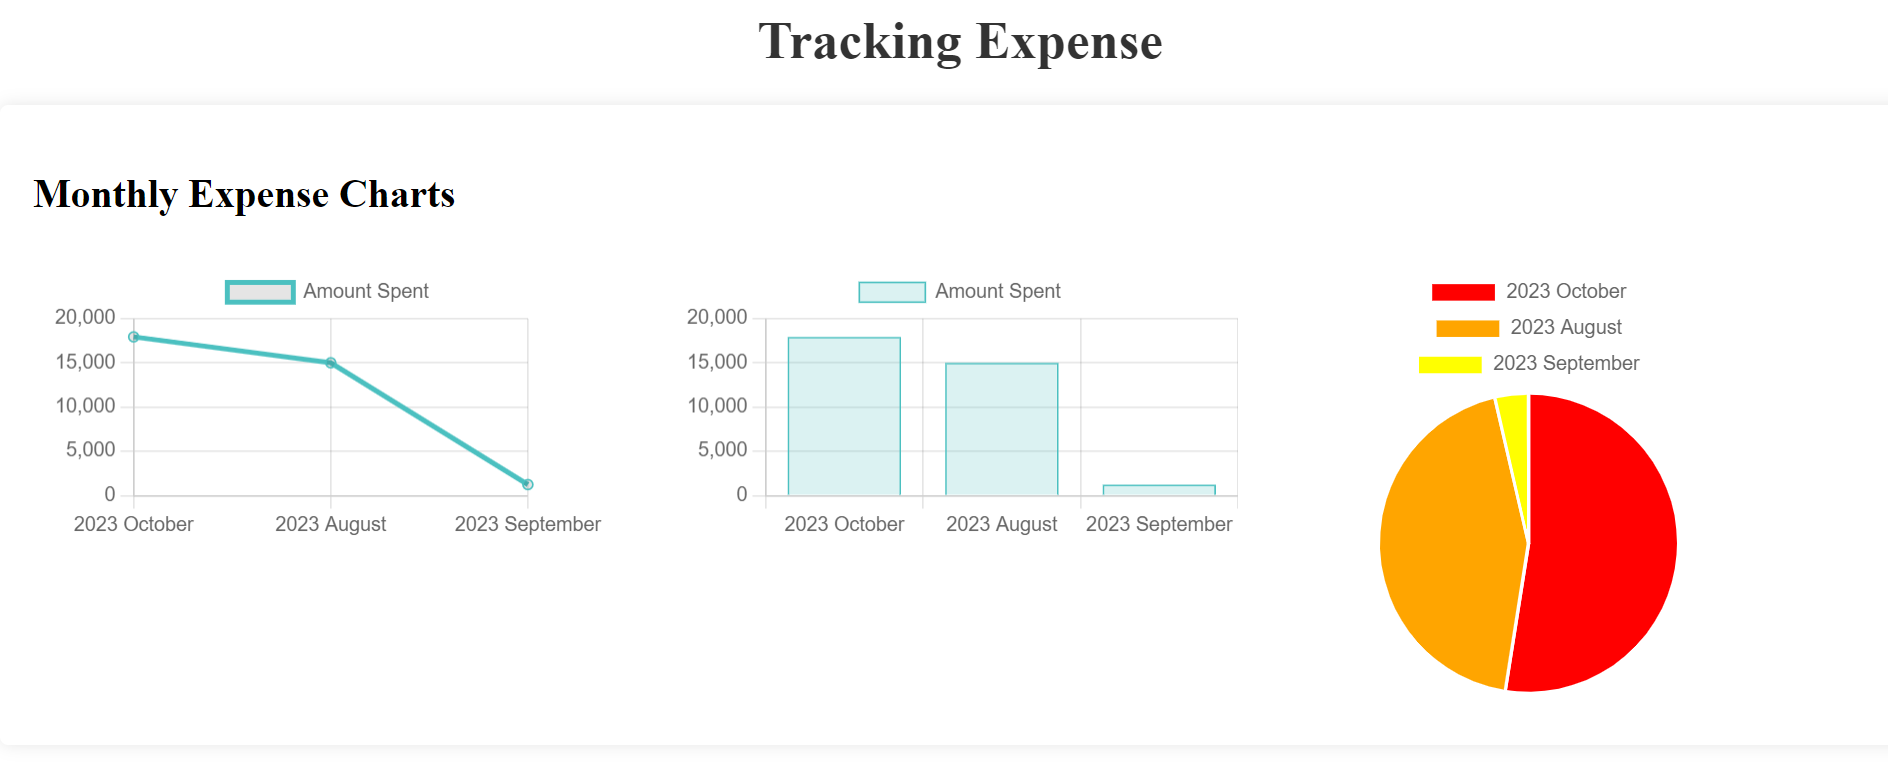 Tracking Expense
Monthly Expense Charts
Amount Spent
20,000
15,000
10,000
5,000
0
2023 October 2023 August 2023 September
Amount Spent
20,000
15,000
10,000
5,000
0
2023 October 2023 August 2023 September
2023 October
2023 August
2023 September